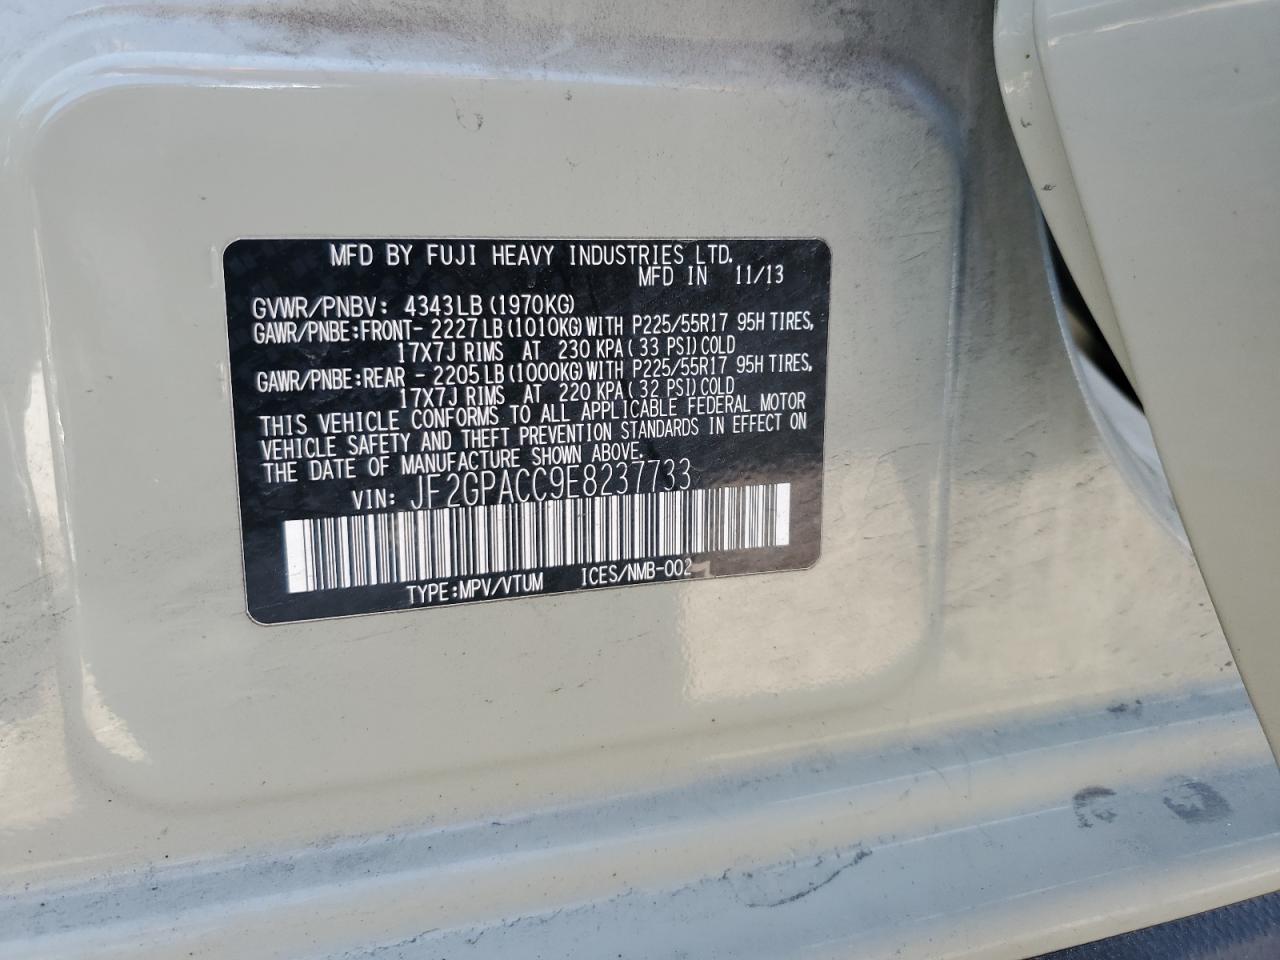 MFD BY FUJI HEAVY INDUSTRIES LTD.
MFD IN 11/13
GVWR/PNBV: 4343LB (1970KG)
GAWR/PNBE:FRONT- 2227LB(1010KG)WITH P225/55R17 95H TIRES,
17X7J RIMS AT 230 KPA( 33 PSI)COLD
GAWR/PNBE:REAR - 2205LB(1000KG)WITH P225/55R17 95H TIRES,
17X7J RIMS AT 220 KPA( 32 PSI)COLD
THIS VEHICLE CONFORMS TO ALL APPLICABLE FEDERAL MOTOR
VEHICLE SAFETY AND THEFT PREVENTION STANDARDS IN EFFECT ON
THE DATE OF MANUFACTURE SHOWN ABOVE.
VIN: JF2GPACC9E8237733
TYPE:MPV/VTUM ICES/NMB-002